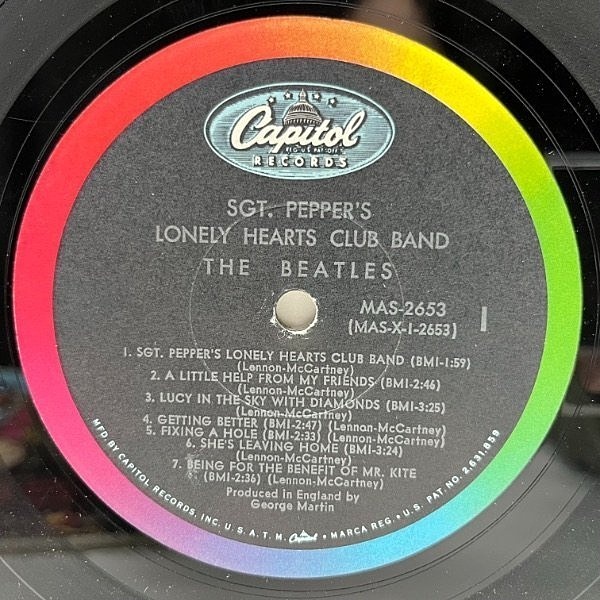 Capitol
REG. U.S. PAT. OFF.
RECORDS
SGT. PEPPER'S
LONELY HEARTS CLUB BAND
THE BEATLES
MAS-2653
(MAS-X-1-2653)
1
1. SGT. PEPPER'S LONELY HEARTS CLUB BAND (BMI-1:59)
(Lennon-McCartney)
2. A LITTLE HELP FROM MY FRIENDS (BMI-2:46)
(Lennon-McCartney)
3. LUCY IN THE SKY WITH DIAMONDS (BMI-3:25)
(Lennon-McCartney)
4. GETTING BETTER (BMI-2:47) (Lennon-McCartney)
5. FIXING A HOLE (BMI-2:33) (Lennon-McCartney)
6. SHE'S LEAVING HOME (BMI-3:24)
(Lennon-McCartney)
7. BEING FOR THE BENEFIT OF MR. KITE
(BMI-2:36) (Lennon-McCartney)
Produced in England by
George Martin
MFD. BY CAPITOL RECORDS, INC. U.S.A. T.M. Capitol • MARCA REG. • U.S. PAT. NO. 2,631,859